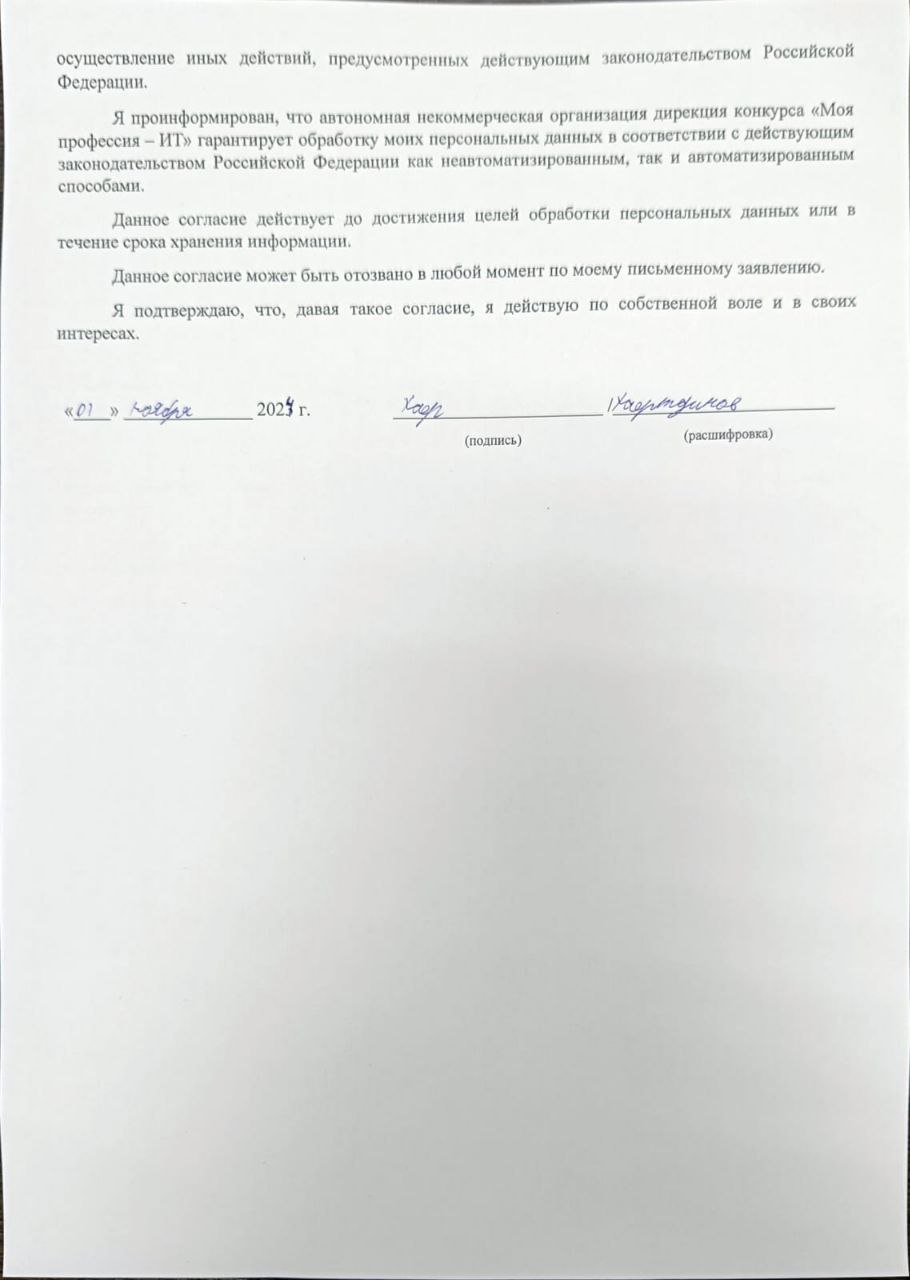 осуществление иных действий, предусмотренных действующим законодательством Российской
Федерации.
Я проинформирован, что автономная некоммерческая организация дирекция конкурса «Моя
профессия – ИТ» гарантирует обработку моих персональных данных в соответствии с действующим
законодательством Российской Федерации как неавтоматизированным, так и автоматизированным
способами.
Данное согласие действует до достижения целей обработки персональных данных или в
течение срока хранения информации.
Данное согласие может быть отозвано в любой момент по моему письменному заявлению.
Я подтверждаю, что, давая такое согласие, я действую по собственной воле и в своих
интересах.
«01» ноября 2024 г. Хаер /
(подпись) (расшифровка)